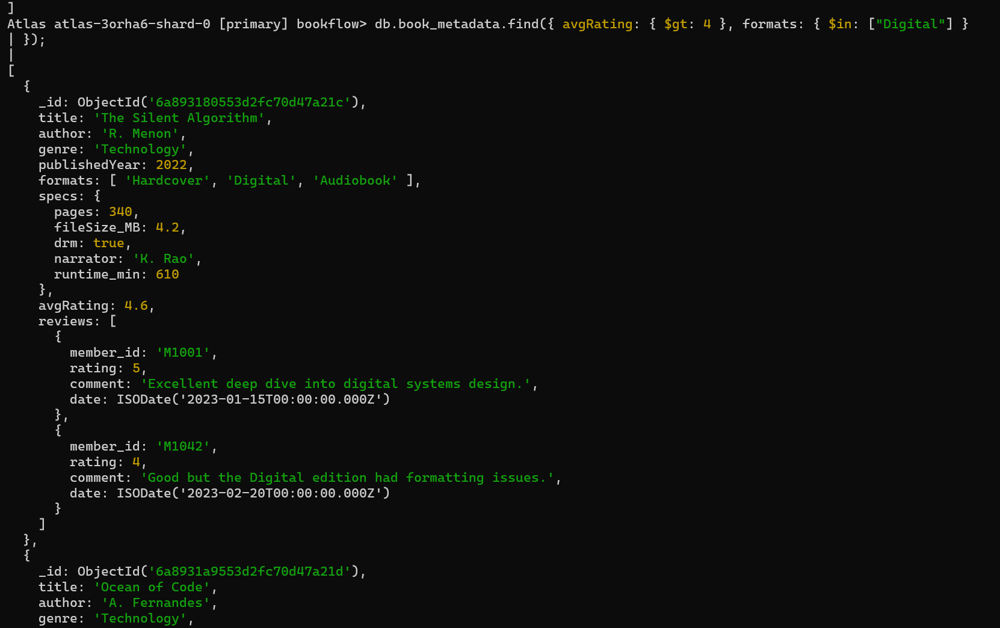 ]
Atlas atlas-3orha6-shard-0 [primary] bookflow> db.book_metadata.find({ avgRating: { $gt: 4 }, formats: { $in: ["Digital"] }
| });
|
[
  {
    _id: ObjectId('6a893180553d2fc70d47a21c'),
    title: 'The Silent Algorithm',
    author: 'R. Menon',
    genre: 'Technology',
    publishedYear: 2022,
    formats: [ 'Hardcover', 'Digital', 'Audiobook' ],
    specs: {
      pages: 340,
      fileSize_MB: 4.2,
      drm: true,
      narrator: 'K. Rao',
      runtime_min: 610
    },
    avgRating: 4.6,
    reviews: [
      {
        member_id: 'M1001',
        rating: 5,
        comment: 'Excellent deep dive into digital systems design.',
        date: ISODate('2023-01-15T00:00:00.000Z')
      },
      {
        member_id: 'M1042',
        rating: 4,
        comment: 'Good but the Digital edition had formatting issues.',
        date: ISODate('2023-02-20T00:00:00.000Z')
      }
    ]
  },
  {
    _id: ObjectId('6a8931a9553d2fc70d47a21d'),
    title: 'Ocean of Code',
    author: 'A. Fernandes',
    genre: 'Technology',